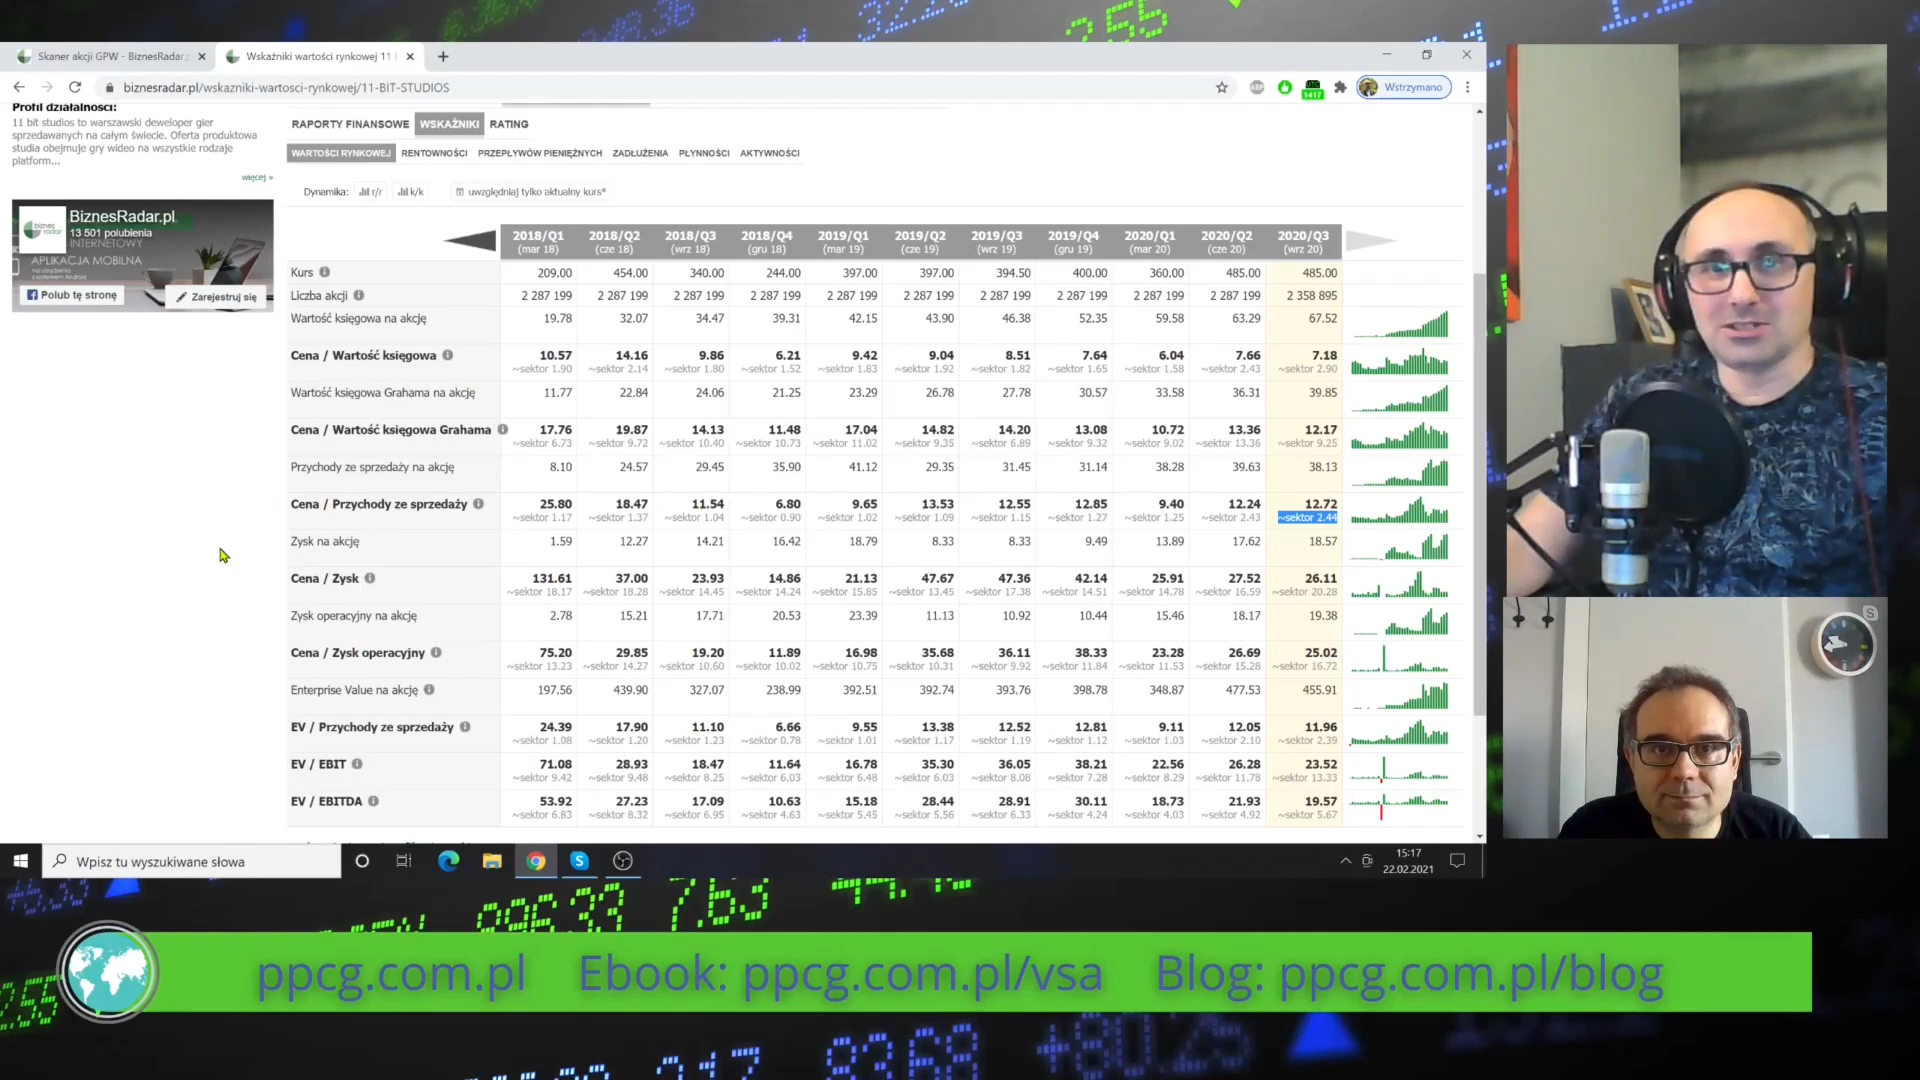 Skaner akcji GPW - BiznesRadar.
Wskaźniki wartości rynkowej 11
biznesradar.pl/wskazniki-wartosci-rynkowej/11-BIT-STUDIOS
ABP
1417
Wstrzymano
Profil działalności:
11 bit studios to warszawski deweloper gier
sprzedawanych na całym świecie. Oferta produktowa
studia obejmuje gry wideo na wszystkie rodzaje
platform...
więcej »
biznes
radar
BiznesRadar.pl
13 501 polubienia
INTERNETOWY
APLIKACJA MOBILNA
Polub tę stronę
Zarejestruj się
RAPORTY FINANSOWE WSKAŹNIKI RATING
WARTOŚCI RYNKOWEJ RENTOWNOŚCI PRZEPŁYWÓW PIENIĘŻNYCH ZADŁUŻENIA PŁYNNOŚCI AKTYWNOŚCI
Dynamika: r/r k/k uwzględniaj tylko aktualny kurs*
2018/Q1 2018/Q2 2018/Q3 2018/Q4 2019/Q1 2019/Q2 2019/Q3 2019/Q4 2020/Q1 2020/Q2 2020/Q3
(mar 18) (cze 18) (wrz 18) (gru 18) (mar 19) (cze 19) (wrz 19) (gru 19) (mar 20) (cze 20) (wrz 20)
Kurs 209.00 454.00 340.00 244.00 397.00 397.00 394.50 400.00 360.00 485.00 485.00
Liczba akcji 2 287 199 2 287 199 2 287 199 2 287 199 2 287 199 2 287 199 2 287 199 2 287 199 2 287 199 2 287 199 2 358 895
Wartość księgowa na akcję 19.78 32.07 34.47 39.31 42.15 43.90 46.38 52.35 59.58 63.29 67.52
Cena / Wartość księgowa 10.57 14.16 9.86 6.21 9.42 9.04 8.51 7.64 6.04 7.66 7.18
~sektor 1.90 ~sektor 2.14 ~sektor 1.80 ~sektor 1.52 ~sektor 1.83 ~sektor 1.92 ~sektor 1.82 ~sektor 1.65 ~sektor 1.58 ~sektor 2.43 ~sektor 2.90
Wartość księgowa Grahama na akcję 11.77 22.84 24.06 21.25 23.29 26.78 27.78 30.57 33.58 36.31 39.85
Cena / Wartość księgowa Grahama 17.76 19.87 14.13 11.48 17.04 14.82 14.20 13.08 10.72 13.36 12.17
~sektor 6.73 ~sektor 9.72 ~sektor 10.40 ~sektor 10.73 ~sektor 11.02 ~sektor 9.35 ~sektor 6.89 ~sektor 9.32 ~sektor 9.02 ~sektor 13.36 ~sektor 9.25
Przychody ze sprzedaży na akcję 8.10 24.57 29.45 35.90 41.12 29.35 31.45 31.14 38.28 39.63 38.13
Cena / Przychody ze sprzedaży 25.80 18.47 11.54 6.80 9.65 13.53 12.55 12.85 9.40 12.24 12.72
~sektor 1.17 ~sektor 1.37 ~sektor 1.04 ~sektor 0.90 ~sektor 1.02 ~sektor 1.09 ~sektor 1.15 ~sektor 1.27 ~sektor 1.25 ~sektor 2.43 ~sektor 2.44
Zysk na akcję 1.59 12.27 14.21 16.42 18.79 8.33 8.33 9.49 13.89 17.62 18.57
Cena / Zysk 131.61 37.00 23.93 14.86 21.13 47.67 47.36 42.14 25.91 27.52 26.11
~sektor 18.17 ~sektor 18.28 ~sektor 14.45 ~sektor 14.24 ~sektor 15.85 ~sektor 13.45 ~sektor 17.38 ~sektor 14.51 ~sektor 14.78 ~sektor 16.59 ~sektor 20.28
Zysk operacyjny na akcję 2.78 15.21 17.71 20.53 23.39 11.13 10.92 10.44 15.46 18.17 19.38
Cena / Zysk operacyjny 75.20 29.85 19.20 11.89 16.98 35.68 36.11 38.33 23.28 26.69 25.02
~sektor 13.23 ~sektor 14.27 ~sektor 10.60 ~sektor 10.02 ~sektor 10.75 ~sektor 10.31 ~sektor 9.92 ~sektor 11.84 ~sektor 11.53 ~sektor 15.28 ~sektor 16.72
Enterprise Value na akcję 197.56 439.90 327.07 238.99 392.51 392.74 393.76 398.78 348.87 477.53 455.91
EV / Przychody ze sprzedaży 24.39 17.90 11.10 6.66 9.55 13.38 12.52 12.81 9.11 12.05 11.96
~sektor 1.08 ~sektor 1.20 ~sektor 1.23 ~sektor 0.78 ~sektor 1.01 ~sektor 1.17 ~sektor 1.19 ~sektor 1.12 ~sektor 1.03 ~sektor 2.10 ~sektor 2.39
EV / EBIT 71.08 28.93 18.47 11.64 16.78 35.30 36.05 38.21 22.56 26.28 23.52
~sektor 9.42 ~sektor 9.48 ~sektor 8.25 ~sektor 6.03 ~sektor 6.48 ~sektor 6.03 ~sektor 8.08 ~sektor 7.28 ~sektor 8.29 ~sektor 11.78 ~sektor 13.33
EV / EBITDA 53.92 27.23 17.09 10.63 15.18 28.44 28.91 30.11 18.73 21.93 19.57
~sektor 6.83 ~sektor 8.32 ~sektor 6.95 ~sektor 4.63 ~sektor 5.45 ~sektor 5.56 ~sektor 6.33 ~sektor 4.24 ~sektor 4.03 ~sektor 4.92 ~sektor 5.67
Wpisz tu wyszukiwane słowa
15:17
22.02.2021
ppcg.com.pl Ebook: ppcg.com.pl/vsa Blog: ppcg.com.pl/blog